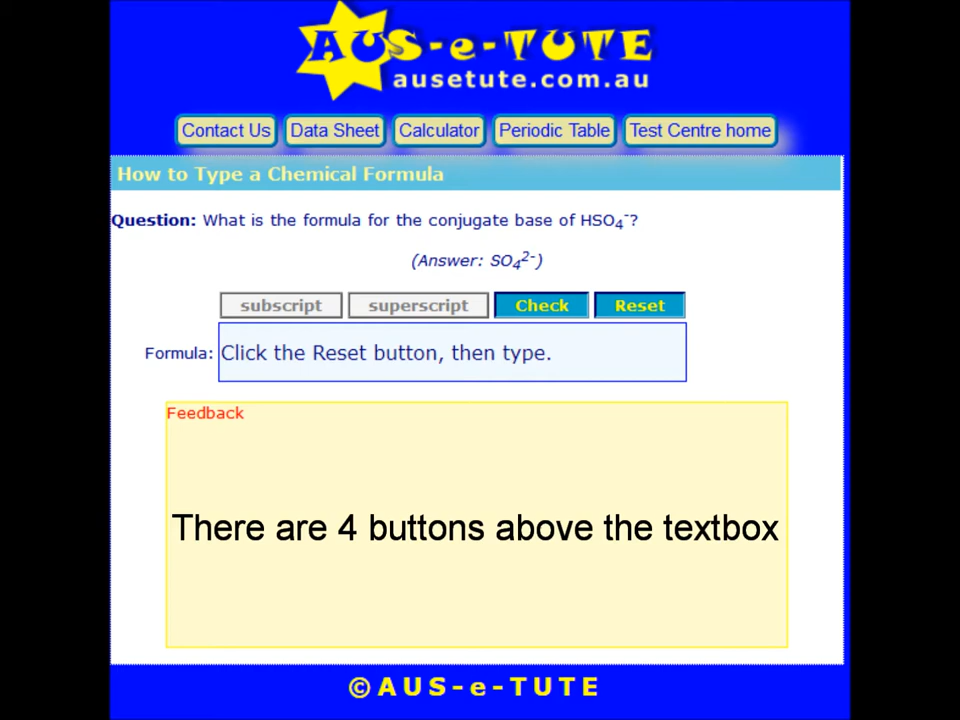 AUS-e-TUTE
ausetute.com.au
Contact Us Data Sheet Calculator Periodic Table Test Centre home
How to Type a Chemical Formula
Question: What is the formula for the conjugate base of HSO₄⁻?
(Answer: SO₄²⁻)
subscript superscript Check Reset
Formula: Click the Reset button, then type.
Feedback
There are 4 buttons above the textbox
©AUS-e-TUTE